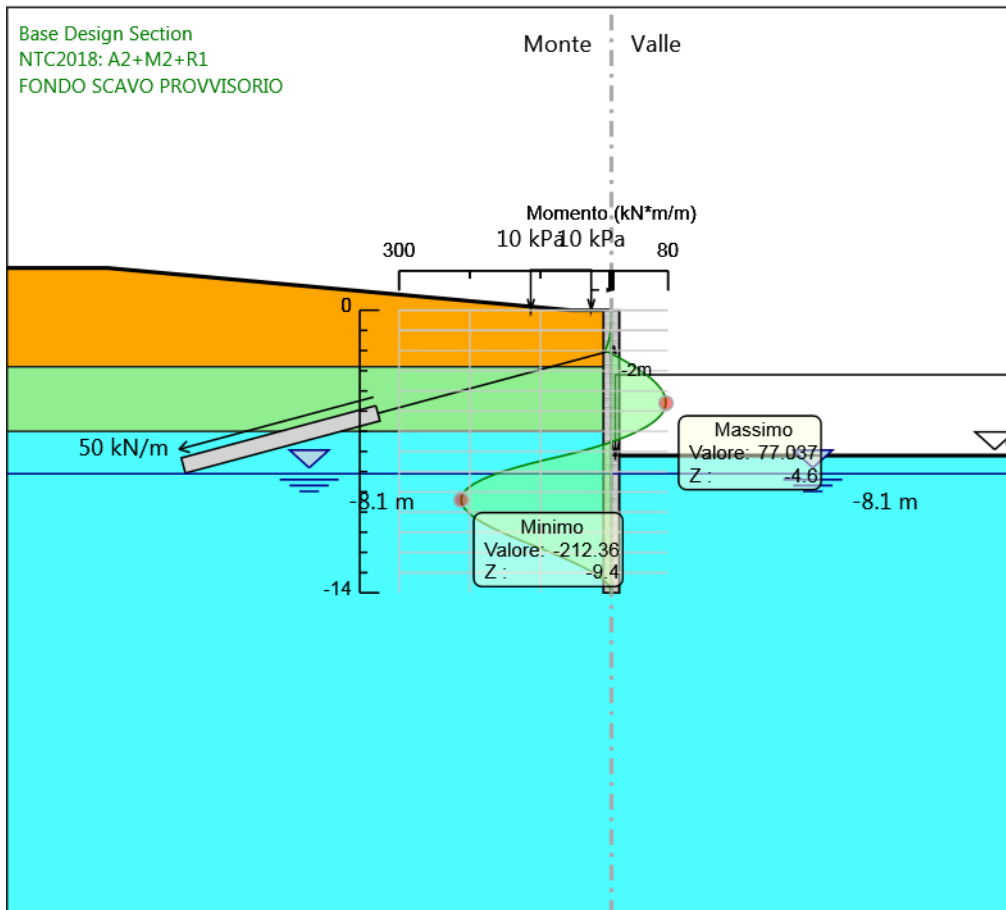 Base Design Section
NTC2018: A2+M2+R1
FONDO SCAVO PROVVISORIO
Monte
Valle
Momento (kN*m/m)
10 kPa
10 kPa
300
80
0
-2m
Massimo
Valore: 77.037
Z : -4.6
50 kN/m
-8.1 m
-8.1 m
Minimo
Valore: -212.36
Z : -9.4
-14